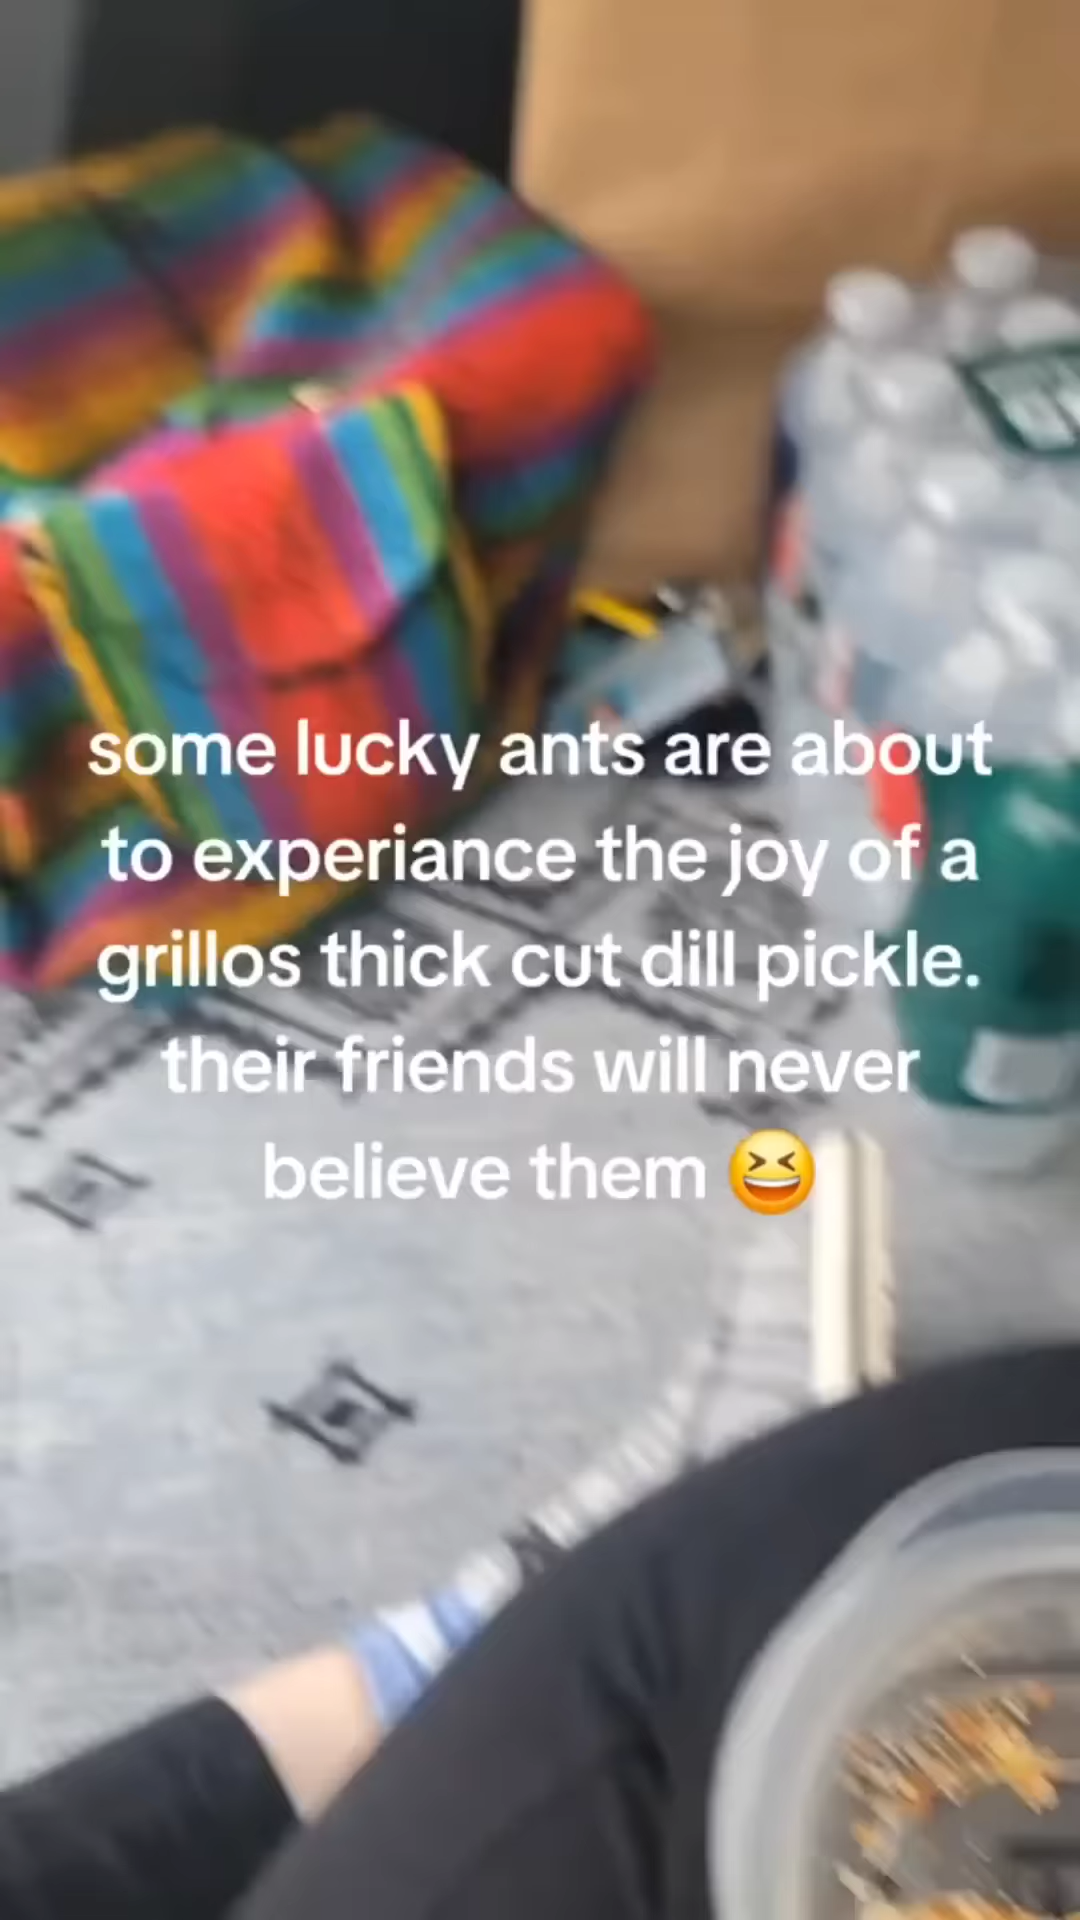 some lucky ants are about
to experiance the joy of a
grillos thick cut dill pickle.
their friends will never
believe them 😆